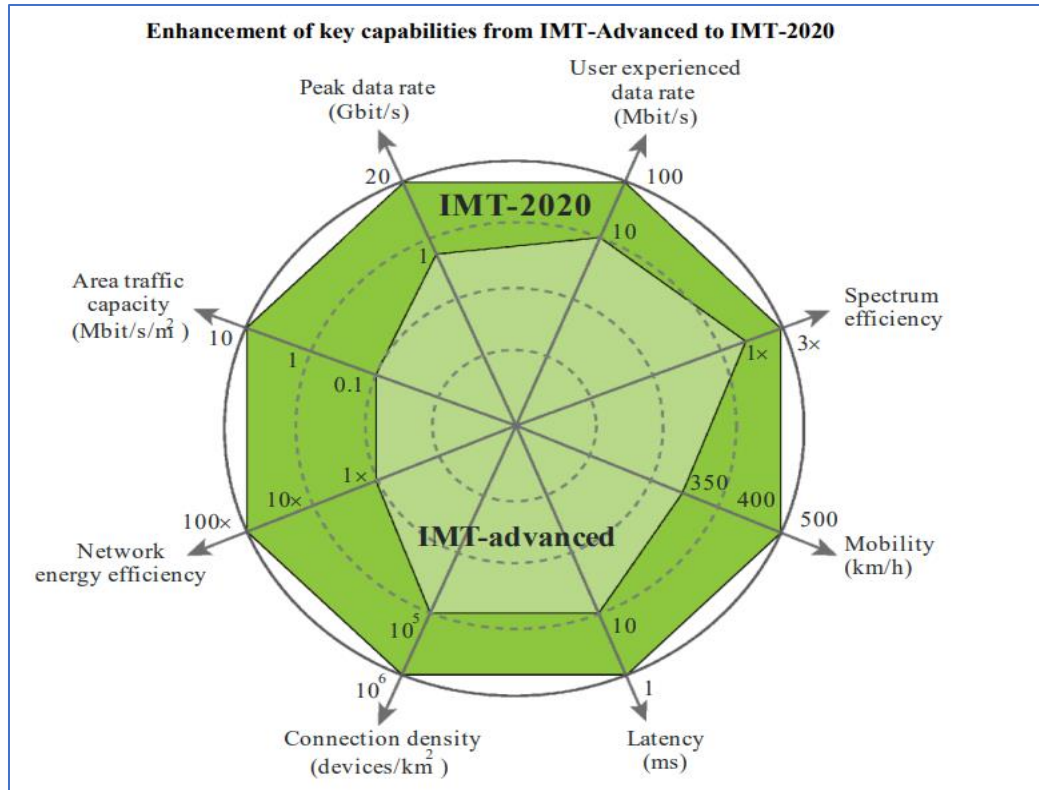 Enhancement of key capabilities from IMT-Advanced to IMT-2020
User experienced
data rate
(Mbit/s)
Peak data rate
(Gbit/s)
20
100
IMT-2020
10
1
Area traffic
capacity
(Mbit/s/m²)
Spectrum
efficiency
10
1
0.1
1×
3×
1×
10×
100×
350
400
500
Network
energy efficiency
Mobility
(km/h)
IMT-advanced
10⁵
10
10⁶
1
Connection density
(devices/km²)
Latency
(ms)